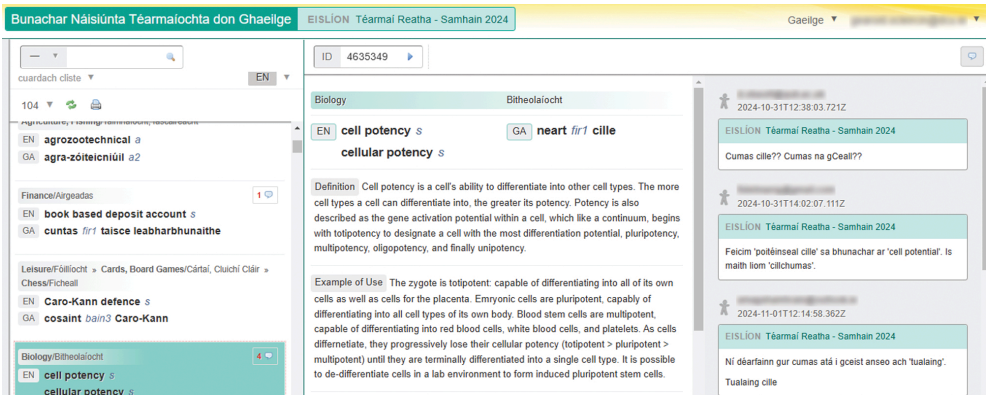 Bunachar Náisiúnta Téarmaíochta don Ghaeilge
EISLÍON Téarmaí Reatha - Samhain 2024
Gaeilge ▼
—
cuardach cliste ▼
EN ▼
104 ▼
Agriculture, Fishing/Talmhaíocht, Iascaireacht
EN agrozootechnical a
GA agra-zóiteicniúil a2
Finance/Airgeadas
1
EN book based deposit account s
GA cuntas fir1 taisce leabharbhunaithe
Leisure/Fóillíocht » Cards, Board Games/Cártaí, Cluichí Cláir »
Chess/Ficheall
EN Caro-Kann defence s
GA cosaint bain3 Caro-Kann
Biology/Bitheolaíocht
4
EN cell potency s
cellular potency s
ID 4635349
Biology Bitheolaíocht
EN cell potency s
cellular potency s
GA neart fir1 cille
Definition Cell potency is a cell's ability to differentiate into other cell types. The more
cell types a cell can differentiate into, the greater its potency. Potency is also
described as the gene activation potential within a cell, which like a continuum, begins
with totipotency to designate a cell with the most differentiation potential, pluripotency,
multipotency, oligopotency, and finally unipotency.
Example of Use The zygote is totipotent: capable of differentiating into all of its own
cells as well as cells for the placenta. Emryonic cells are pluripotent, capably of
differentiating into all cell types of its own body. Blood stem cells are multipotent,
capable of differentiating into red blood cells, white blood cells, and platelets. As cells
differnetiate, they progressively lose their cellular potency (totipotent > pluripotent >
multipotent) until they are terminally differentiated into a single cell type. It is possible
to de-differentiate cells in a lab environment to form induced pluripotent stem cells.
2024-10-31T12:38:03.721Z
EISLÍON Téarmaí Reatha - Samhain 2024
Cumas cille?? Cumas na gCeall??
2024-10-31T14:02:07.111Z
EISLÍON Téarmaí Reatha - Samhain 2024
Feicim 'poitéinseal cille' sa bhunachar ar 'cell potential'. Is
maith liom 'cillchumas'.
2024-11-01T12:14:58.362Z
EISLÍON Téarmaí Reatha - Samhain 2024
Ní déarfainn gur cumas atá i gceist anseo ach 'tualaing'.
Tualaing cille